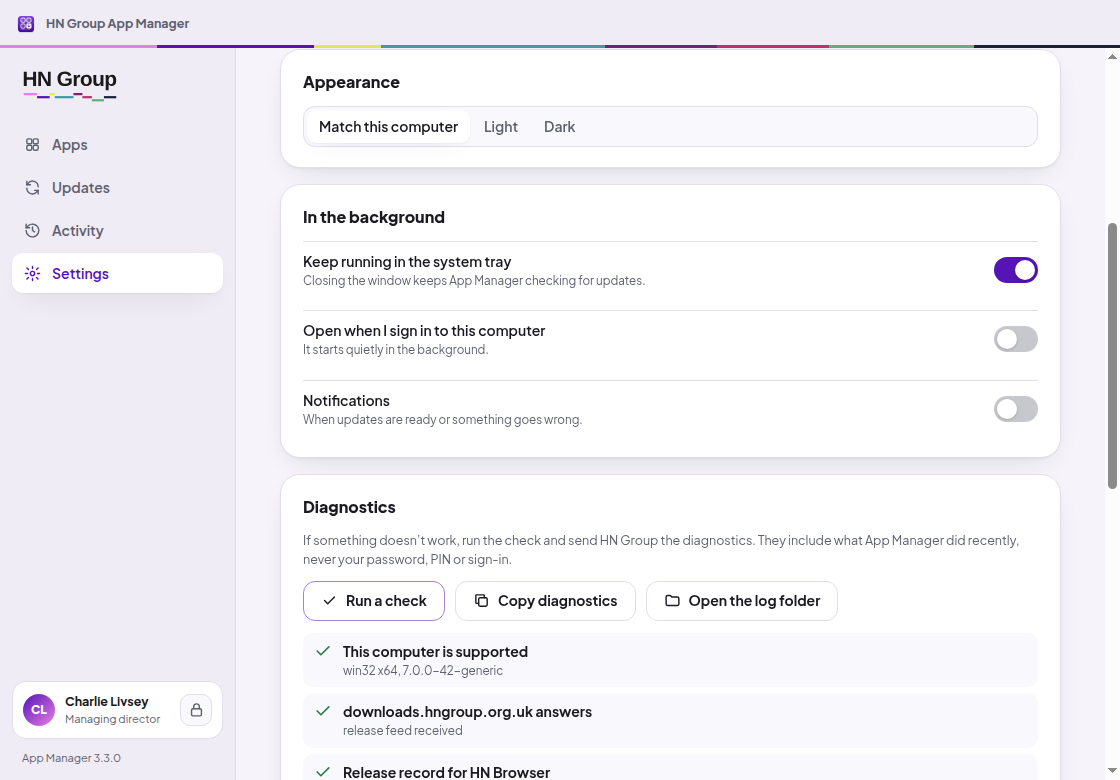 HN Group App Manager
HN Group
Apps
Updates
Activity
Settings
Charlie Livsey
CL
Managing director
App Manager 3.3.0
Appearance
Match this computer Light Dark
In the background
Keep running in the system tray
Closing the window keeps App Manager checking for updates.
Open when I sign in to this computer
It starts quietly in the background.
Notifications
When updates are ready or something goes wrong.
Diagnostics
If something doesn’t work, run the check and send HN Group the diagnostics. They include what App Manager did recently,
never your password, PIN or sign-in.
Run a check Copy diagnostics Open the log folder
This computer is supported
win32 x64, 7.0.0-42-generic
downloads.hngroup.org.uk answers
release feed received
Release record for HN Browser